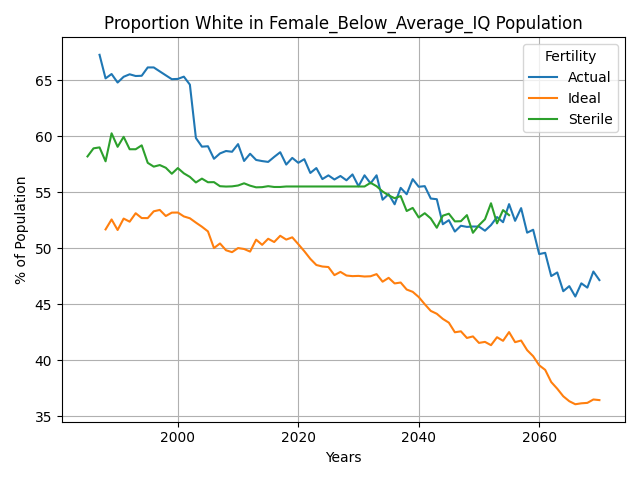 Proportion White in Female_Below_Average_IQ Population
Fertility
Actual
Ideal
Sterile
% of Population
65
60
55
50
45
40
35
2000
2020
2040
2060
Years